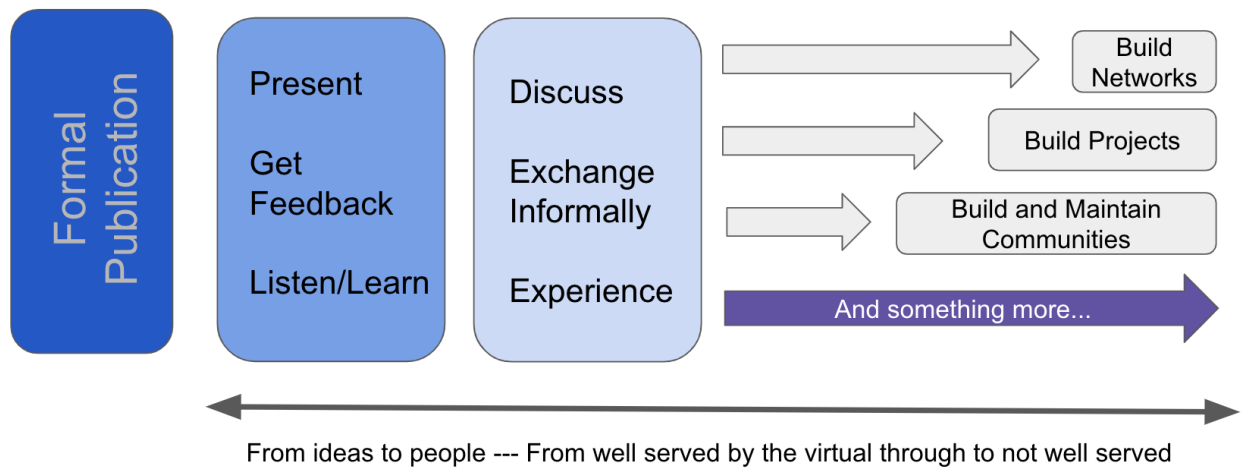 Formal
Publication
Present
Get
Feedback
Listen/Learn
Discuss
Exchange
Informally
Experience
Build
Networks
Build Projects
Build and Maintain
Communities
And something more...
From ideas to people --- From well served by the virtual through to not well served